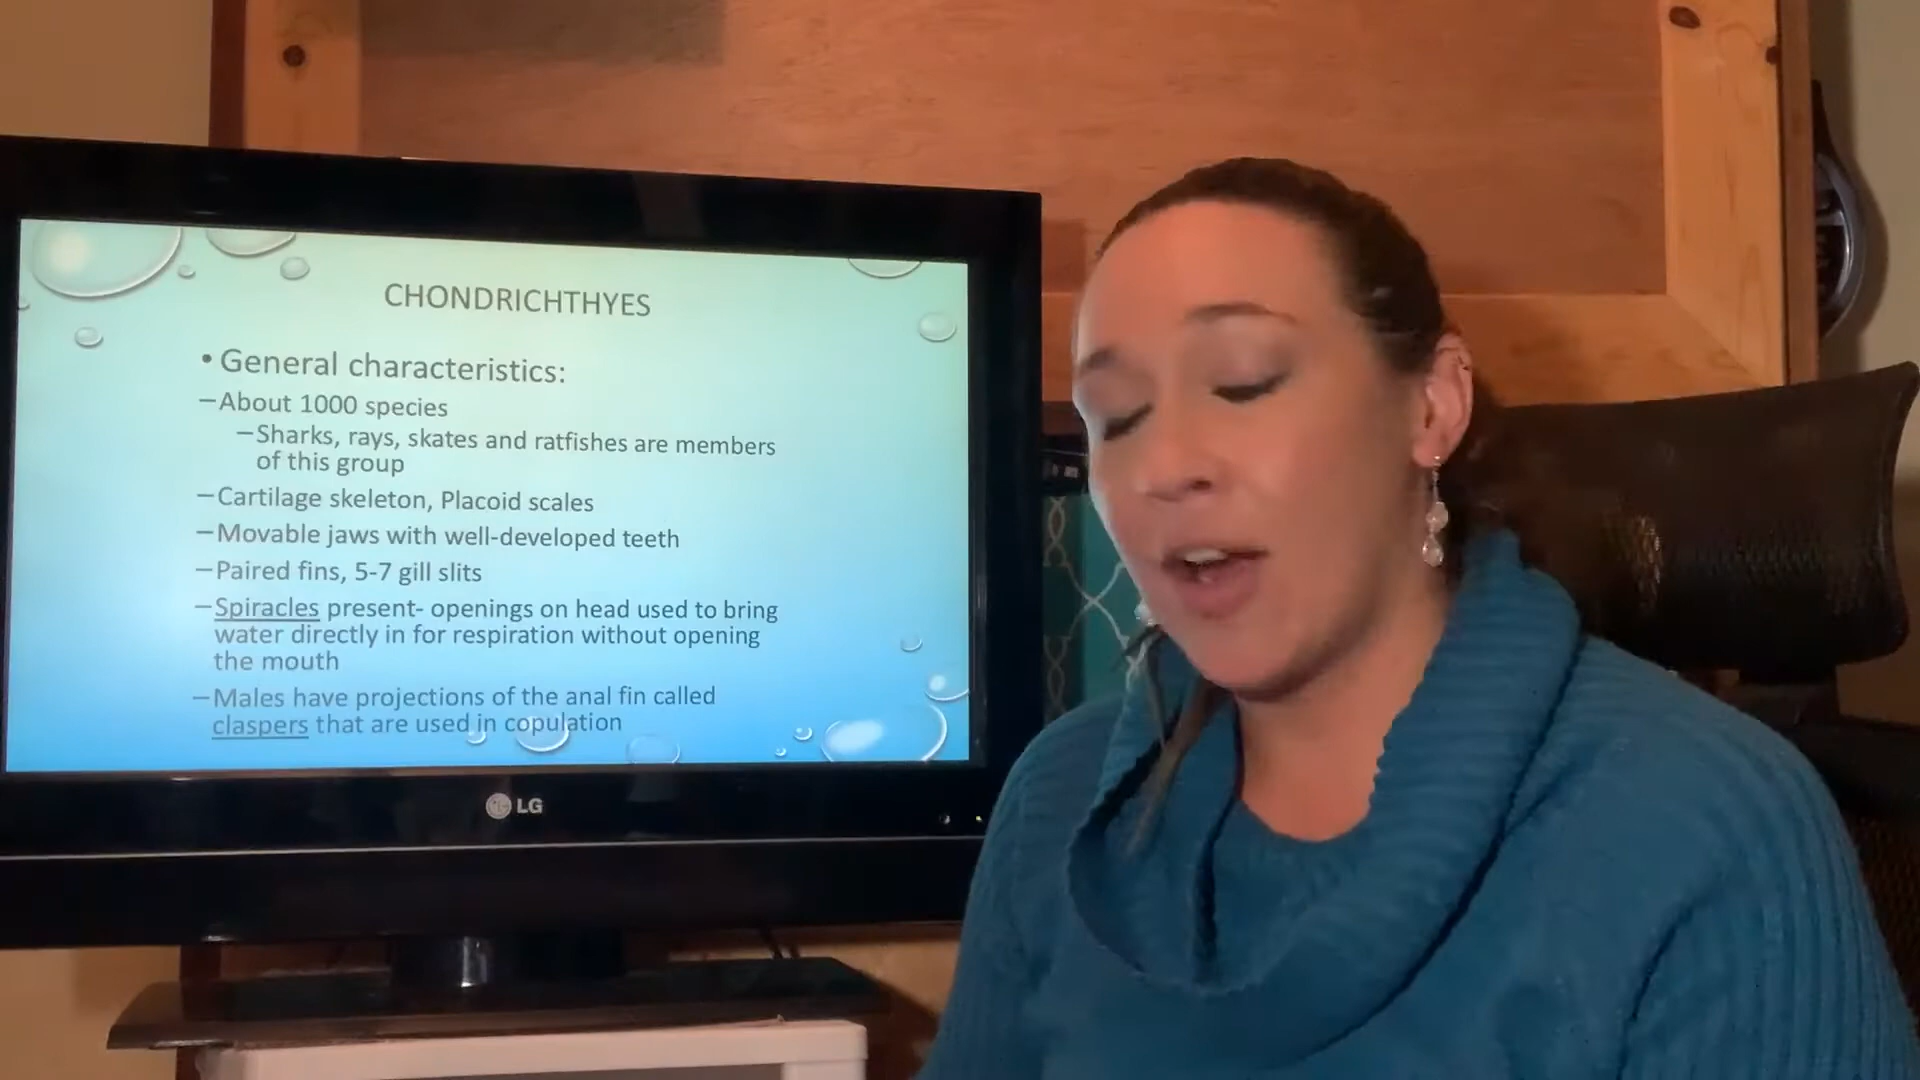 CHONDRICHTHYES
• General characteristics:
–About 1000 species
–Sharks, rays, skates and ratfishes are members
of this group
–Cartilage skeleton, Placoid scales
–Movable jaws with well-developed teeth
–Paired fins, 5-7 gill slits
–Spiracles present- openings on head used to bring
water directly in for respiration without opening
the mouth
–Males have projections of the anal fin called
claspers that are used in copulation
LG